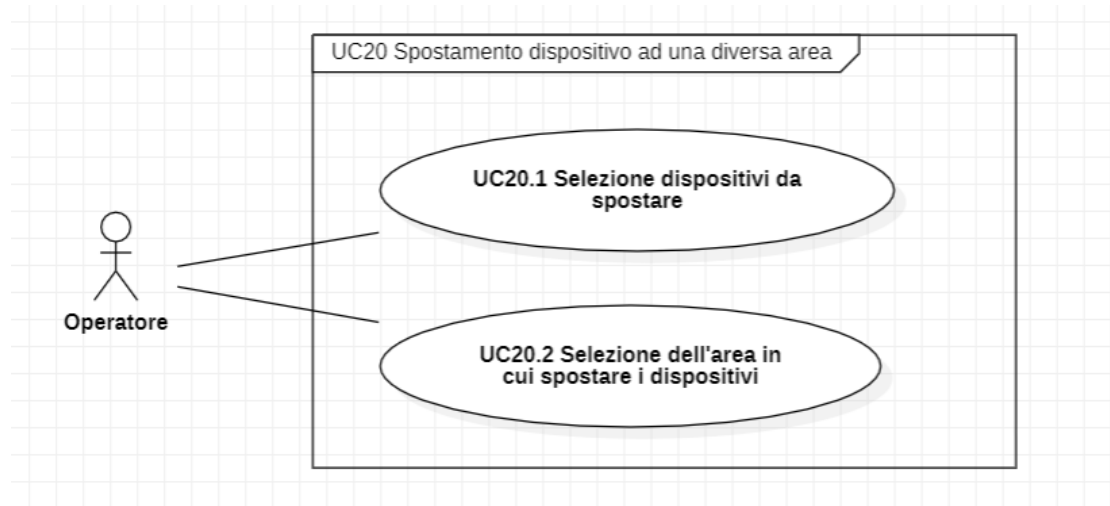 UC20 Spostamento dispositivo ad una diversa area
UC20.1 Selezione dispositivi da
spostare
Operatore
UC20.2 Selezione dell'area in
cui spostare i dispositivi